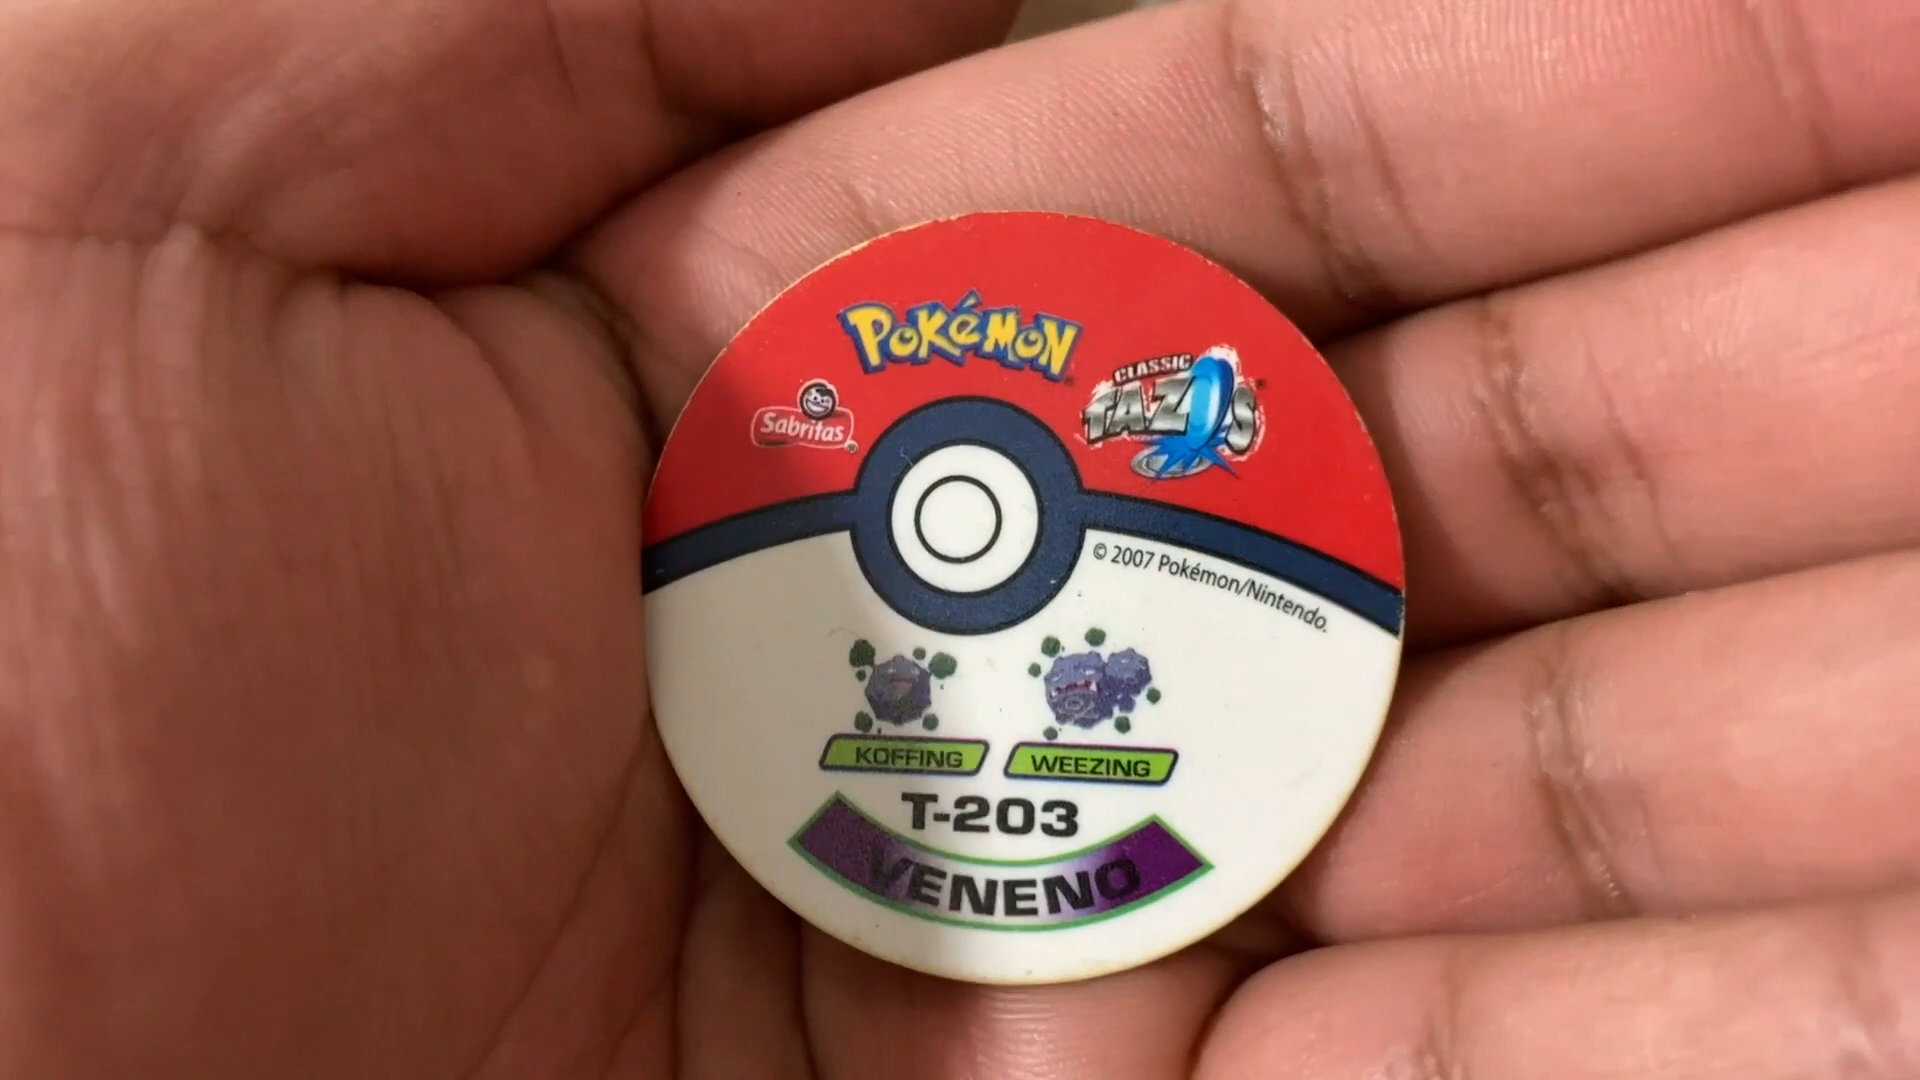 Pokémon
CLASSIC
TAZOS
Sabritas
© 2007 Pokémon/Nintendo.
KOFFING
WEEZING
T-203
VENENO